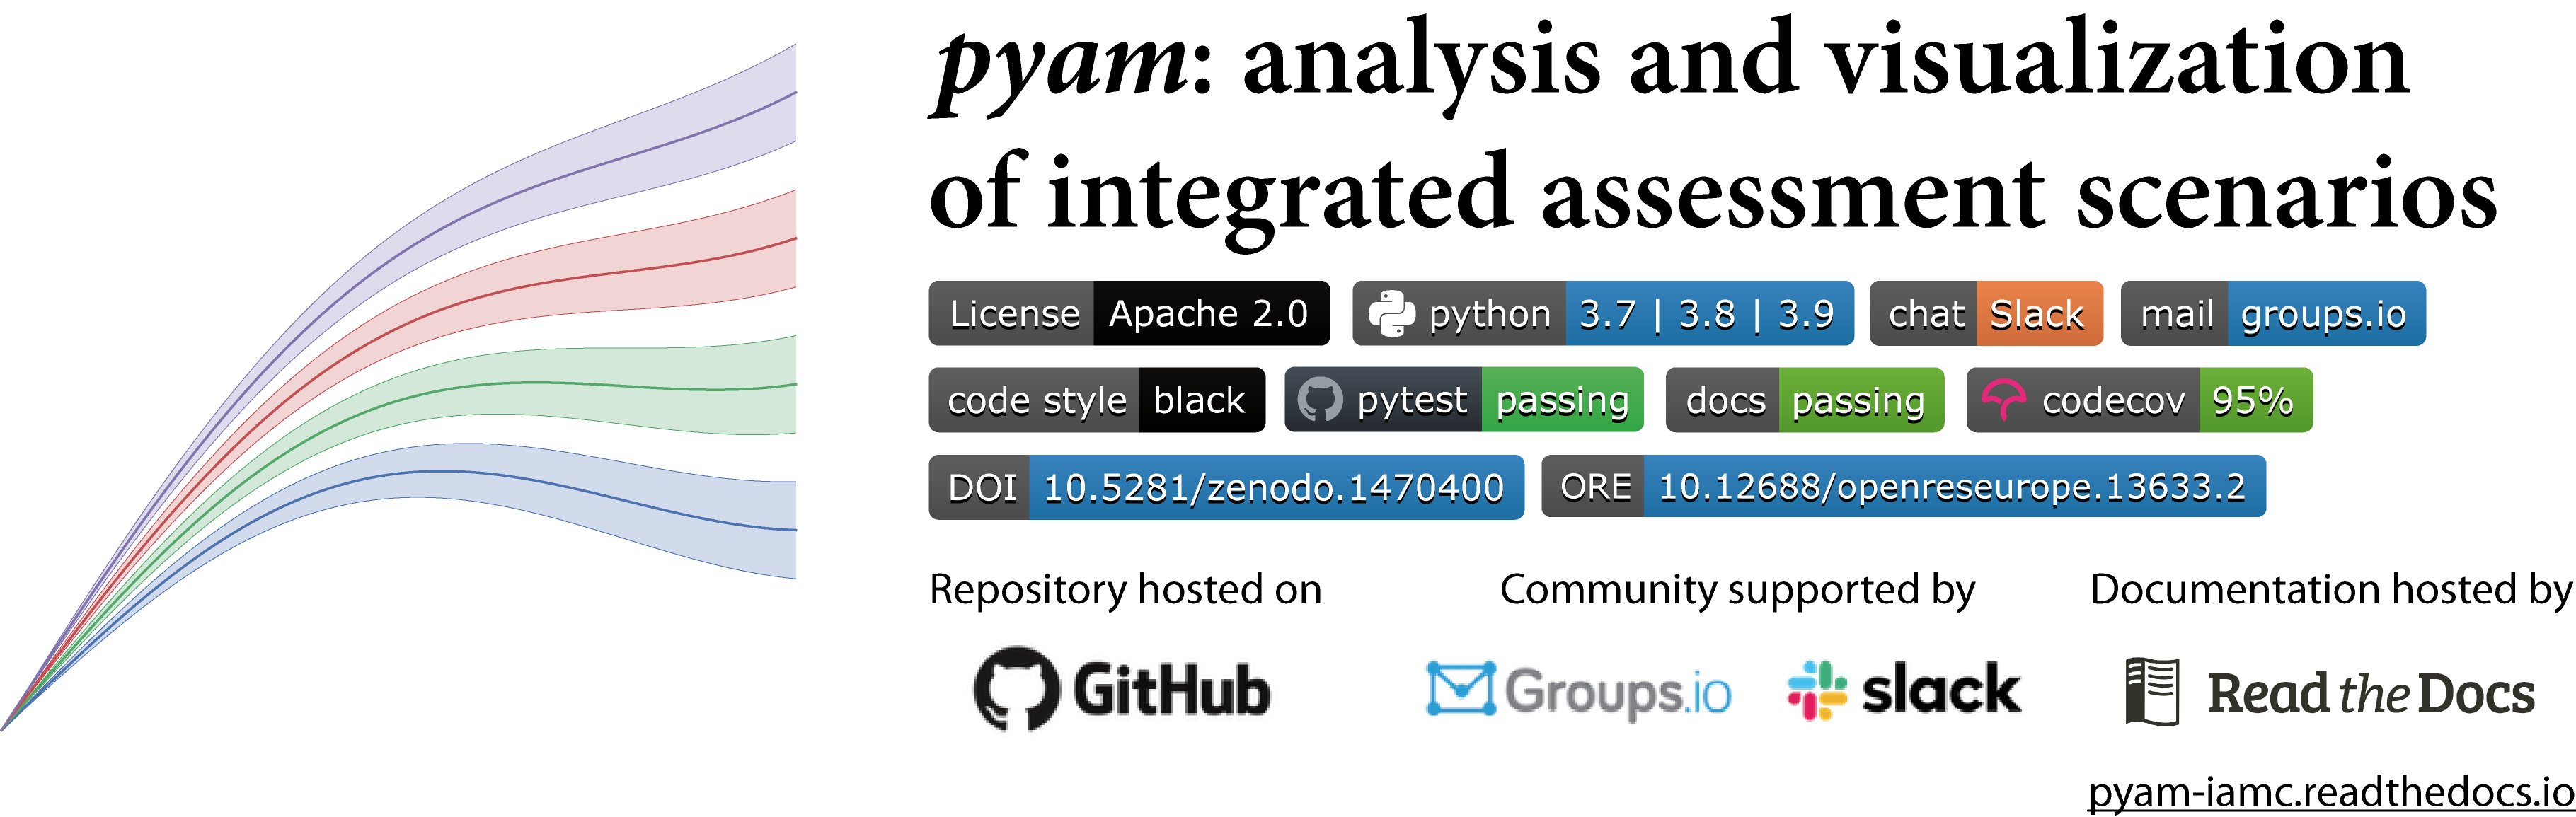 pyam: analysis and visualization
of integrated assessment scenarios
License Apache 2.0 python 3.7 | 3.8 | 3.9 chat Slack mail groups.io
code style black pytest passing docs passing codecov 95%
DOI 10.5281/zenodo.1470400 ORE 10.12688/openreseurope.13633.2
Repository hosted on Community supported by Documentation hosted by
GitHub Groups.io slack Read the Docs
pyam-iamc.readthedocs.io